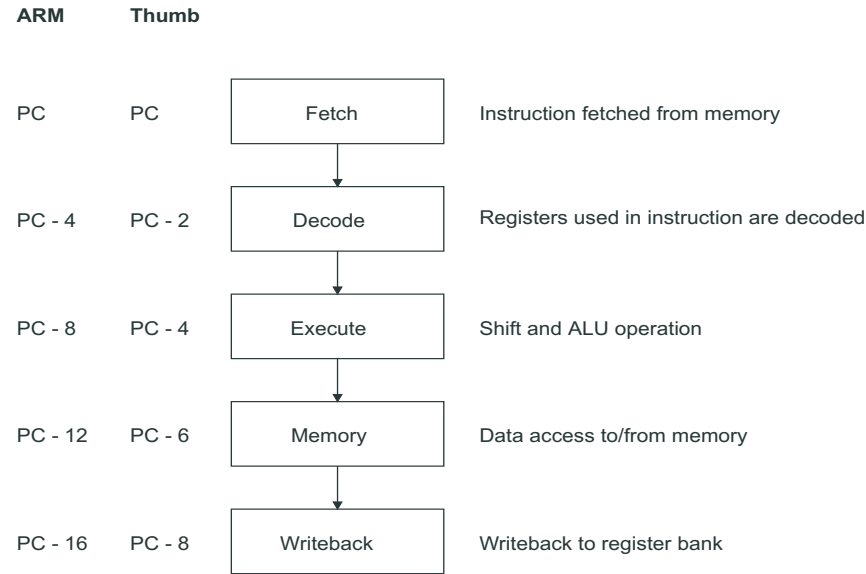 ARM Thumb
PC PC Fetch Instruction fetched from memory
PC - 4 PC - 2 Decode Registers used in instruction are decoded
PC - 8 PC - 4 Execute Shift and ALU operation
PC - 12 PC - 6 Memory Data access to/from memory
PC - 16 PC - 8 Writeback Writeback to register bank